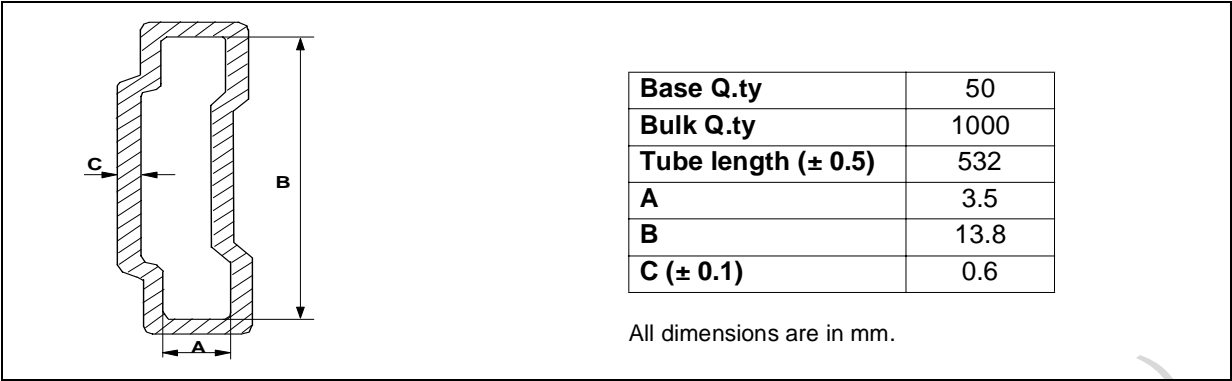 C
B
A
Base Q.ty 50
Bulk Q.ty 1000
Tube length (± 0.5) 532
A 3.5
B 13.8
C (± 0.1) 0.6
All dimensions are in mm.